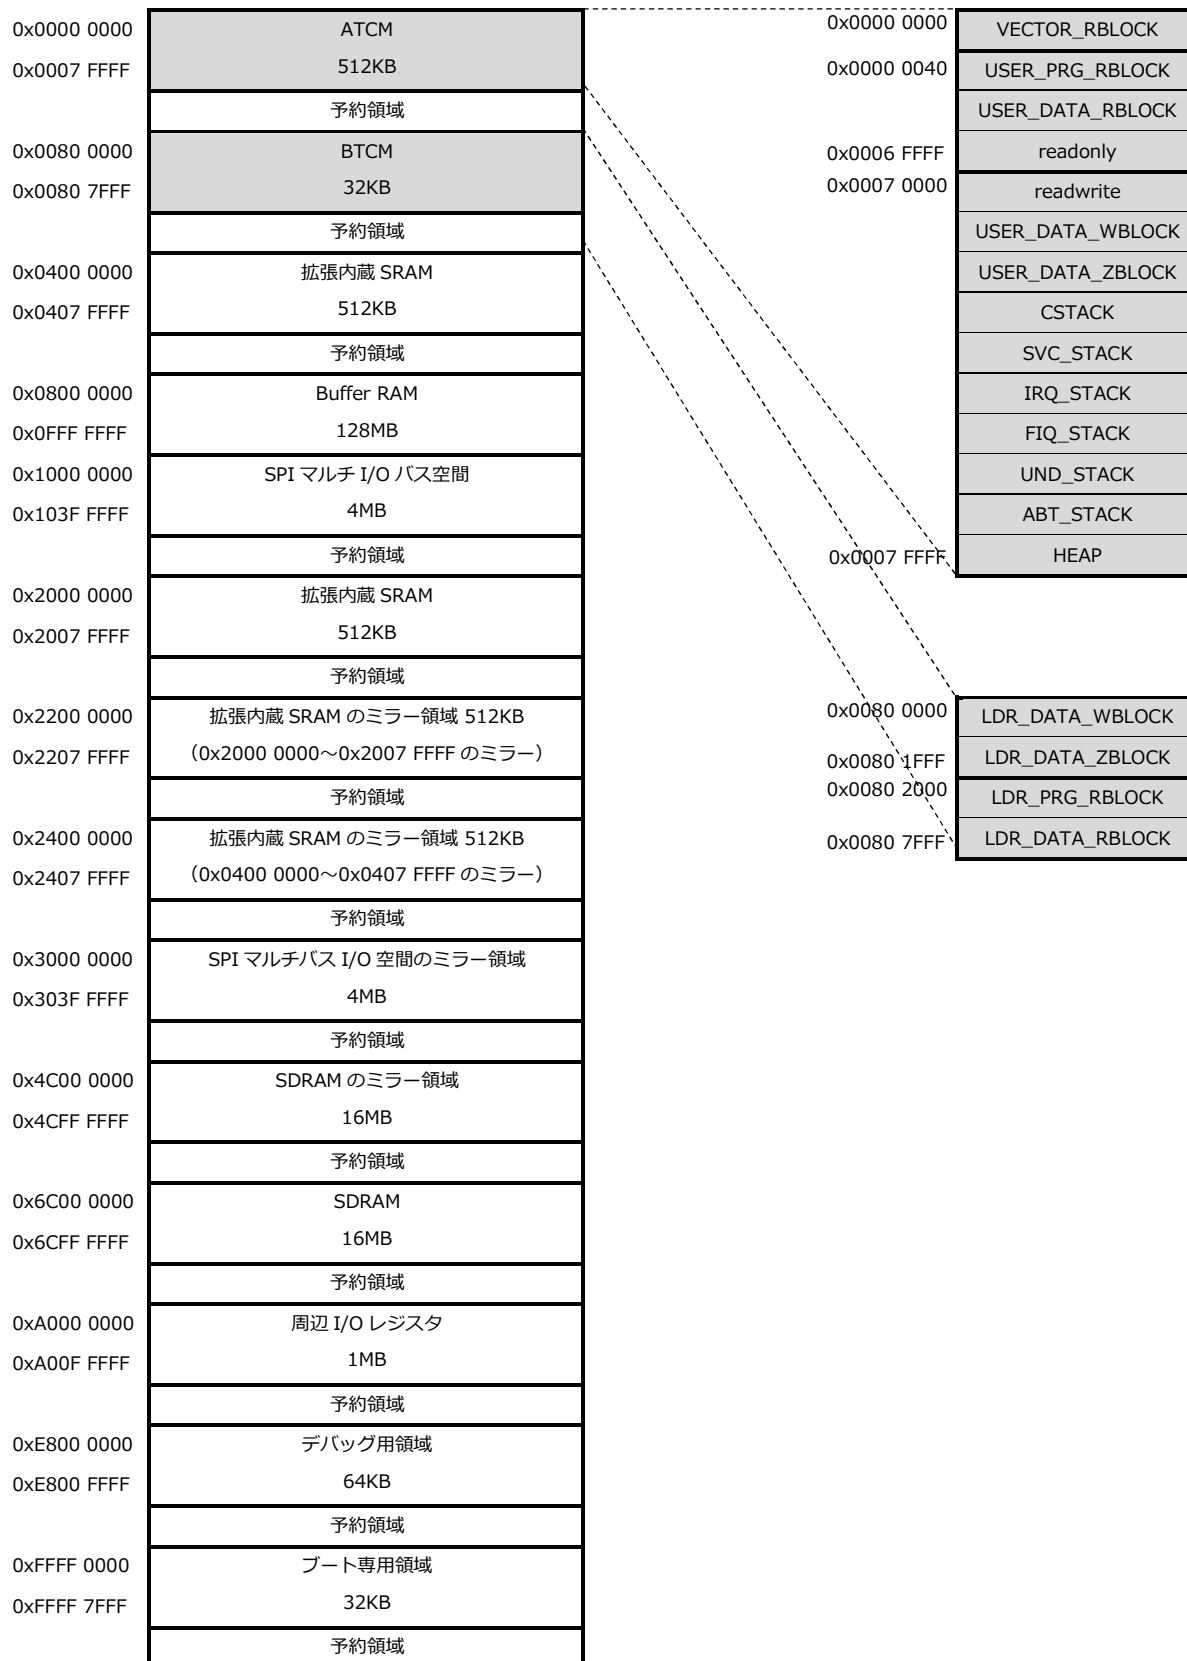 0x0000 0000
ATCM
0x0007 FFFF
512KB
予約領域
0x0080 0000
BTCM
0x0080 7FFF
32KB
予約領域
0x0400 0000
拡張内蔵 SRAM
0x0407 FFFF
512KB
予約領域
0x0800 0000
Buffer RAM
0x0FFF FFFF
128MB
0x1000 0000
SPI マルチ I/O バス空間
0x103F FFFF
4MB
予約領域
0x2000 0000
拡張内蔵 SRAM
0x2007 FFFF
512KB
予約領域
0x2200 0000
拡張内蔵 SRAM のミラー領域 512KB
0x2207 FFFF
（0x2000 0000～0x2007 FFFF のミラー）
予約領域
0x2400 0000
拡張内蔵 SRAM のミラー領域 512KB
0x2407 FFFF
（0x0400 0000～0x0407 FFFF のミラー）
予約領域
0x3000 0000
SPI マルチバス I/O 空間のミラー領域
0x303F FFFF
4MB
予約領域
0x4C00 0000
SDRAM のミラー領域
0x4CFF FFFF
16MB
予約領域
0x6C00 0000
SDRAM
0x6CFF FFFF
16MB
予約領域
0xA000 0000
周辺 I/O レジスタ
0xA00F FFFF
1MB
予約領域
0xE800 0000
デバッグ用領域
0xE800 FFFF
64KB
予約領域
0xFFFF 0000
ブート専用領域
0xFFFF 7FFF
32KB
予約領域
0x0000 0000
VECTOR_RBLOCK
0x0000 0040
USER_PRG_RBLOCK
USER_DATA_RBLOCK
0x0006 FFFF
readonly
0x0007 0000
readwrite
USER_DATA_WBLOCK
USER_DATA_ZBLOCK
CSTACK
SVC_STACK
IRQ_STACK
FIQ_STACK
UND_STACK
ABT_STACK
0x0007 FFFF
HEAP
0x0080 0000
LDR_DATA_WBLOCK
0x0080 1FFF
LDR_DATA_ZBLOCK
0x0080 2000
LDR_PRG_RBLOCK
0x0080 7FFF
LDR_DATA_RBLOCK